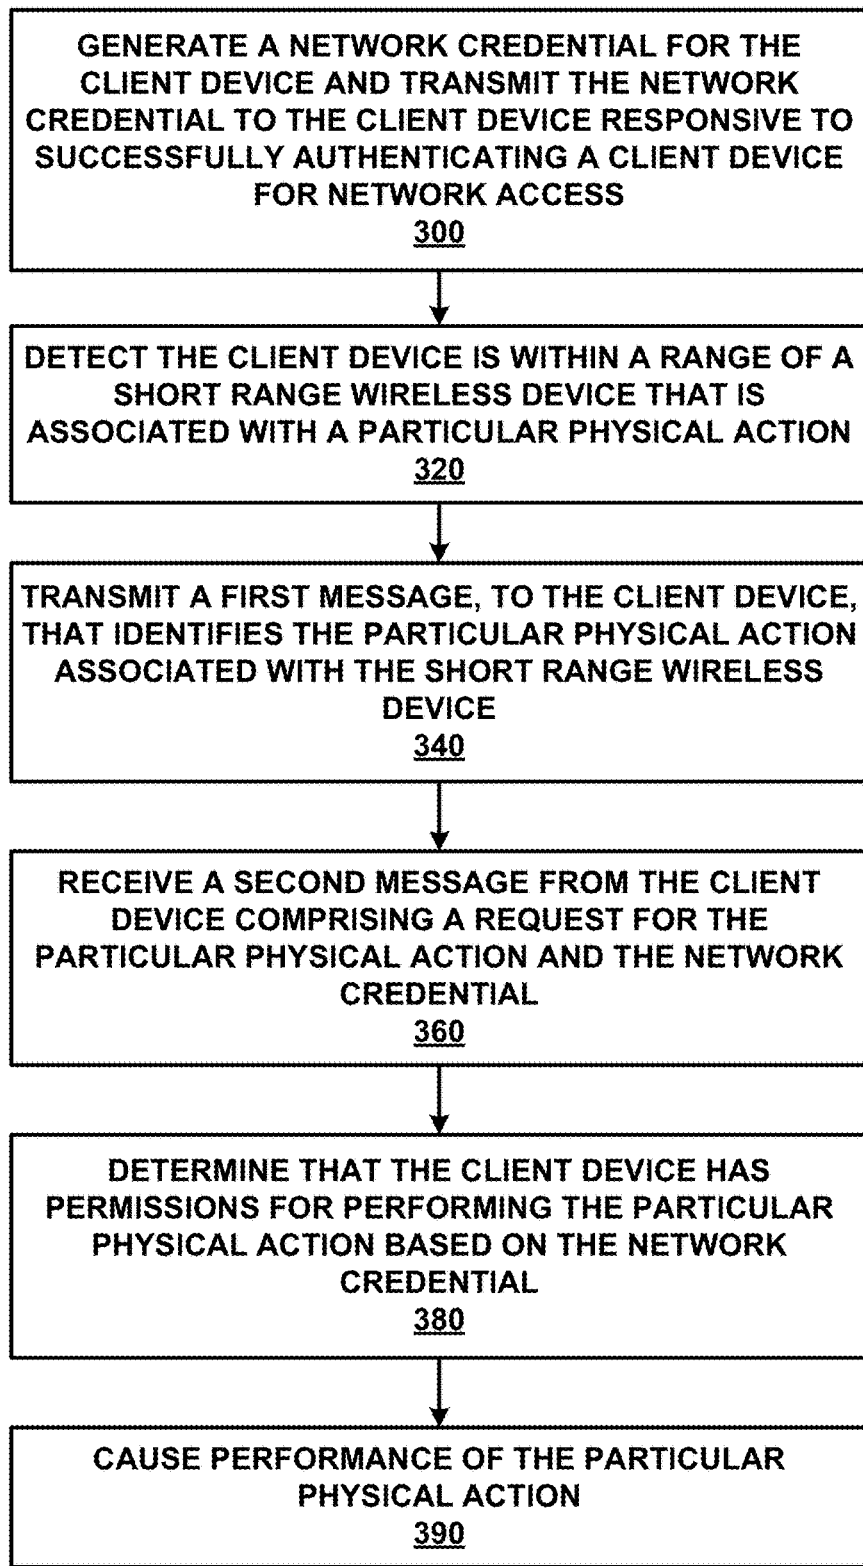 GENERATE A NETWORK CREDENTIAL FOR THE
CLIENT DEVICE AND TRANSMIT THE NETWORK
CREDENTIAL TO THE CLIENT DEVICE RESPONSIVE TO
SUCCESSFULLY AUTHENTICATING A CLIENT DEVICE
FOR NETWORK ACCESS
300
DETECT THE CLIENT DEVICE IS WITHIN A RANGE OF A
SHORT RANGE WIRELESS DEVICE THAT IS
ASSOCIATED WITH A PARTICULAR PHYSICAL ACTION
320
TRANSMIT A FIRST MESSAGE, TO THE CLIENT DEVICE,
THAT IDENTIFIES THE PARTICULAR PHYSICAL ACTION
ASSOCIATED WITH THE SHORT RANGE WIRELESS
DEVICE
340
RECEIVE A SECOND MESSAGE FROM THE CLIENT
DEVICE COMPRISING A REQUEST FOR THE
PARTICULAR PHYSICAL ACTION AND THE NETWORK
CREDENTIAL
360
DETERMINE THAT THE CLIENT DEVICE HAS
PERMISSIONS FOR PERFORMING THE PARTICULAR
PHYSICAL ACTION BASED ON THE NETWORK
CREDENTIAL
380
CAUSE PERFORMANCE OF THE PARTICULAR
PHYSICAL ACTION
390